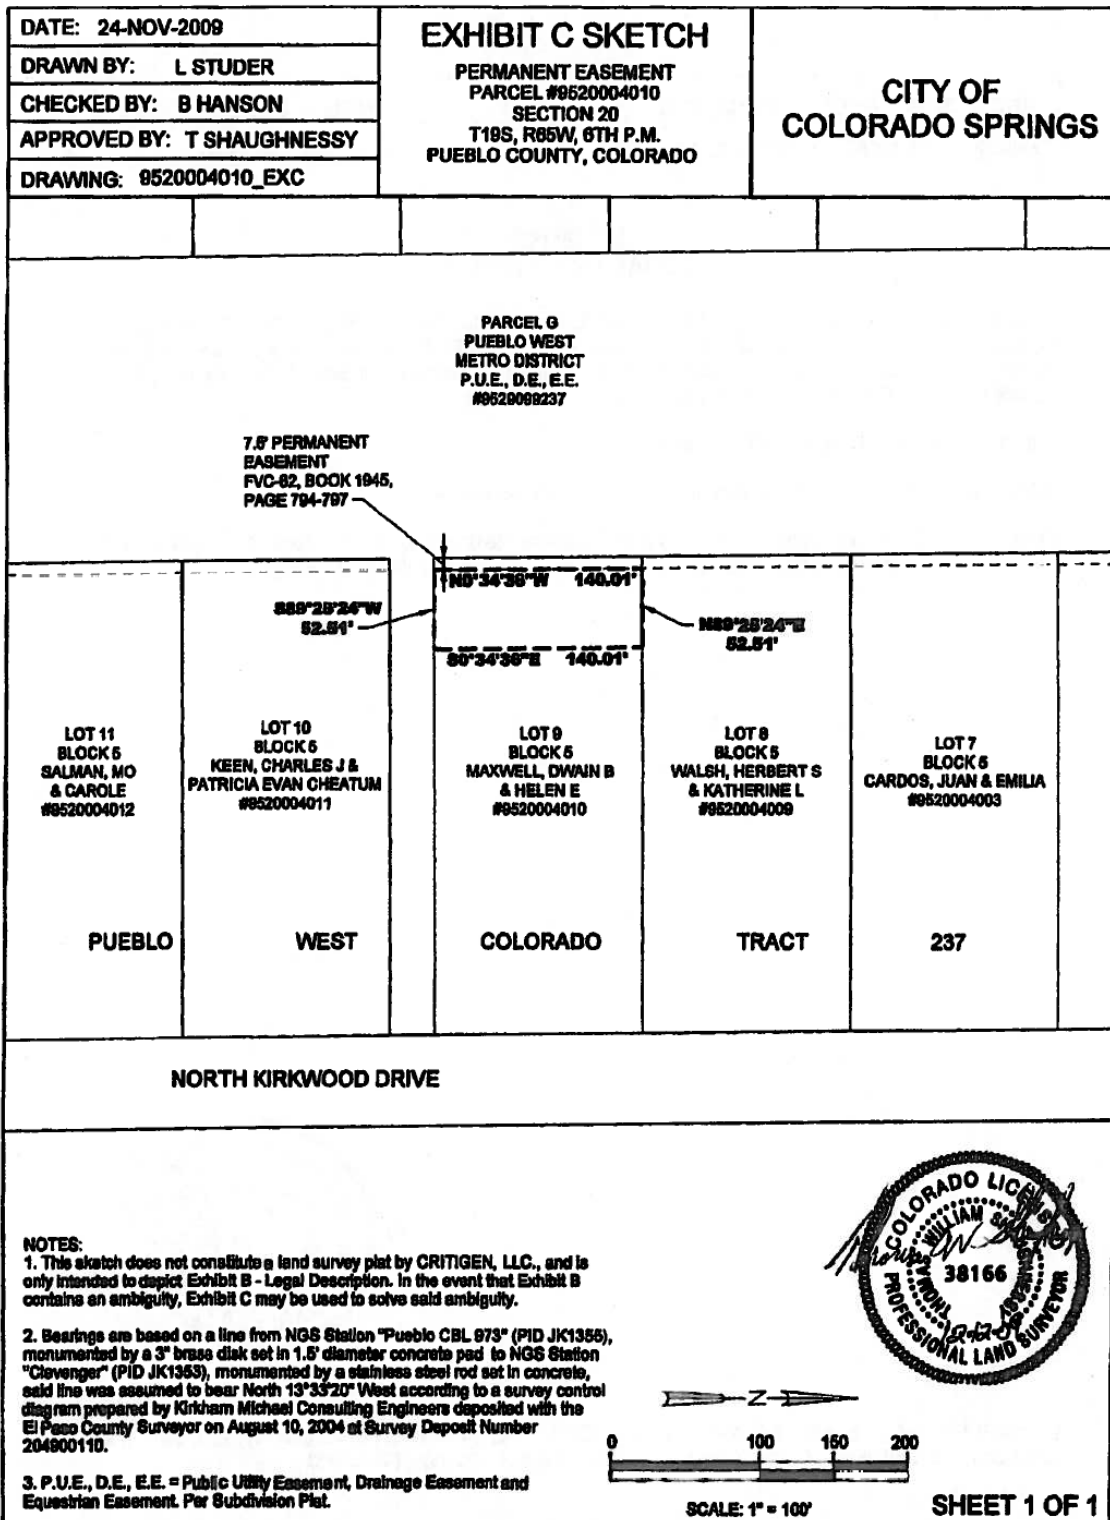 DATE: 24-NOV-2009
DRAWN BY: L STUDER
CHECKED BY: B HANSON
APPROVED BY: T SHAUGHNESSY
DRAWING: 9520004010_EXC
EXHIBIT C SKETCH
PERMANENT EASEMENT
PARCEL #9520004010
SECTION 20
T19S, R65W, 6TH P.M.
PUEBLO COUNTY, COLORADO
CITY OF
COLORADO SPRINGS
PARCEL G
PUEBLO WEST
METRO DISTRICT
P.U.E., D.E., E.E.
#9529099237
7.5' PERMANENT
EASEMENT
FVC-62, BOOK 1945,
PAGE 794-797
N0°34'36"W 140.01'
S89°25'24"W
52.51'
N89°25'24"E
52.51'
S0°34'36"E 140.01'
LOT 11
BLOCK 5
SALMAN, MO
& CAROLE
#9520004012
LOT 10
BLOCK 5
KEEN, CHARLES J &
PATRICIA EVAN CHEATUM
#9520004011
LOT 9
BLOCK 5
MAXWELL, DWAIN B
& HELEN E
#9520004010
LOT 8
BLOCK 5
WALSH, HERBERT S
& KATHERINE L
#9520004009
LOT 7
BLOCK 5
CARDOS, JUAN & EMILIA
#9520004003
PUEBLO WEST COLORADO TRACT 237
NORTH KIRKWOOD DRIVE
NOTES:
1. This sketch does not constitute a land survey plat by CRITIGEN, LLC., and is
only intended to depict Exhibit B - Legal Description. In the event that Exhibit B
contains an ambiguity, Exhibit C may be used to solve said ambiguity.
2. Bearings are based on a line from NGS Station "Pueblo CBL 973" (PID JK1355),
monumented by a 3" brass disk set in 1.5' diameter concrete pad to NGS Station
"Clevenger" (PID JK1353), monumented by a stainless steel rod set in concrete,
said line was assumed to bear North 13°33'20" West according to a survey control
diagram prepared by Kirkham Michael Consulting Engineers deposited with the
El Paso County Surveyor on August 10, 2004 at Survey Deposit Number
204900110.
3. P.U.E., D.E., E.E. = Public Utility Easement, Drainage Easement and
Equestrian Easement. Per Subdivision Plat.
COLORADO LICENSED
THOMAS WILLIAM SHAUGHNESSY
38166
PROFESSIONAL LAND SURVEYOR
N
0 100 150 200
SCALE: 1" = 100'
SHEET 1 OF 1